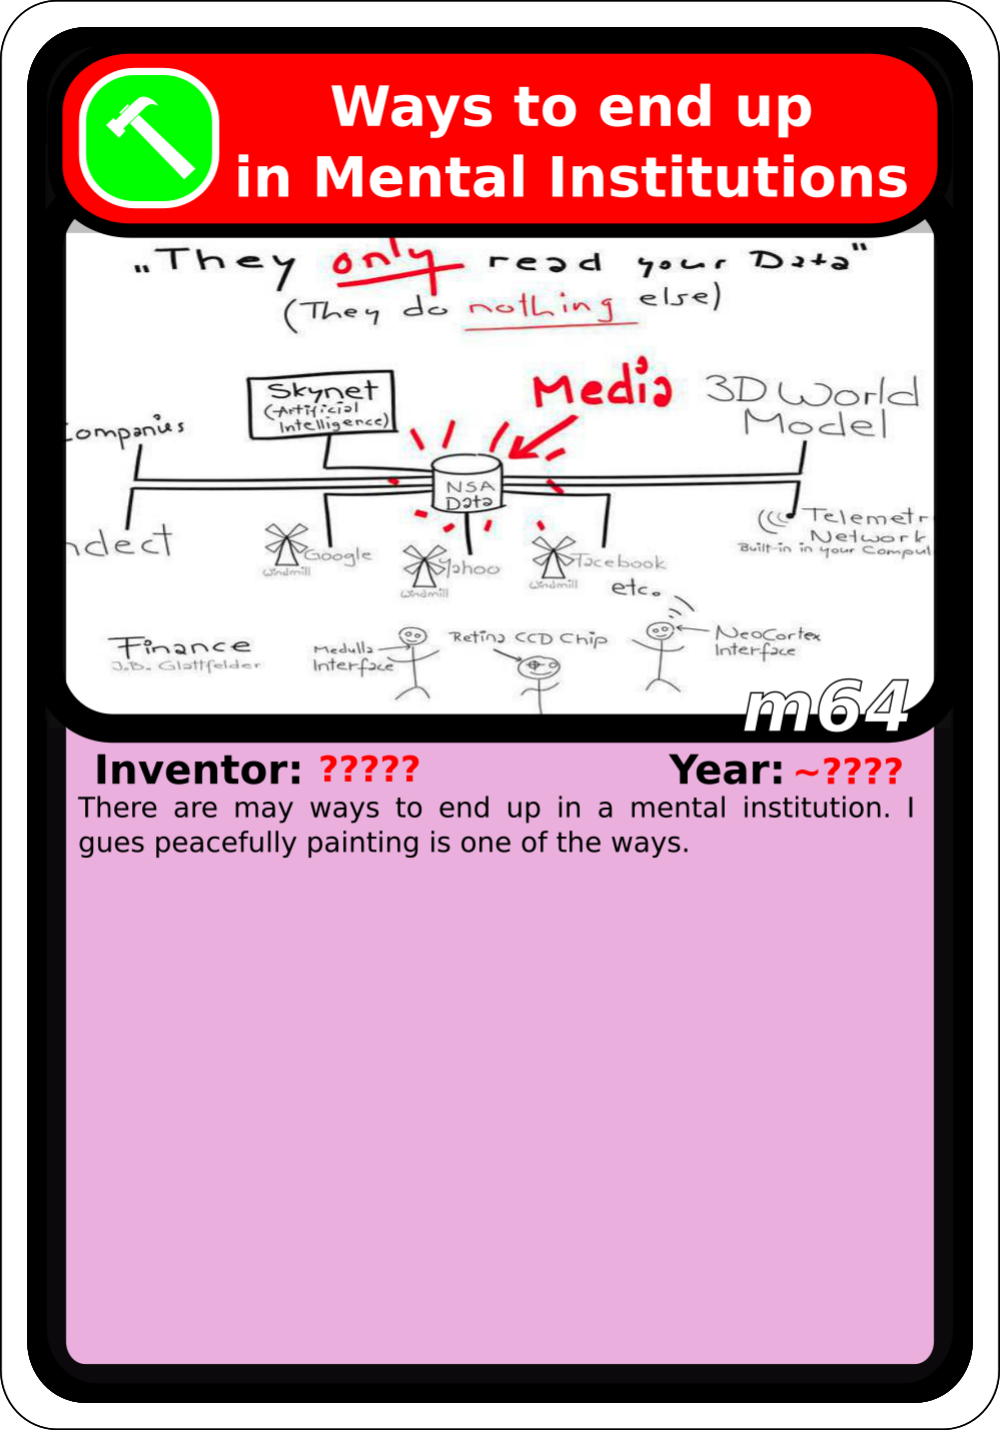 Ways to end up
in Mental Institutions
„They only read your Data"
(They do nothing else)
Skynet
(Artificial
Intelligence)
Media
3D World
Model
ompanies
NSA
Data
ndect
Google
Windmill
Yahoo
Windmill
Facebook
Windmill
etc.
Telemetr
Network
Built-in in your Comput
Finance
J.B. Glattfelder
Medulla
Interface
Retina CCD Chip
NeoCortex
Interface
m64
Inventor: ????? Year: ~????
There are may ways to end up in a mental institution. I
gues peacefully painting is one of the ways.